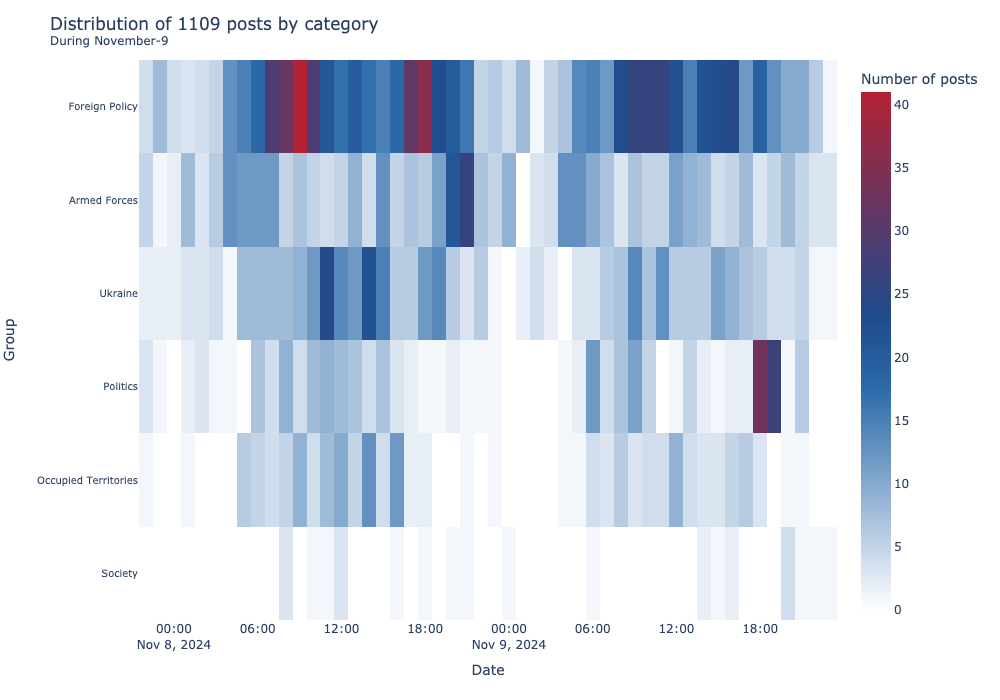 Distribution of 1109 posts by category
During November-9
Number of posts
Foreign Policy
Armed Forces
Ukraine
Politics
Occupied Territories
Society
Group
40
35
30
25
20
15
10
5
0
00:00 06:00 12:00 18:00 00:00 06:00 12:00 18:00
Nov 8, 2024 Nov 9, 2024
Date